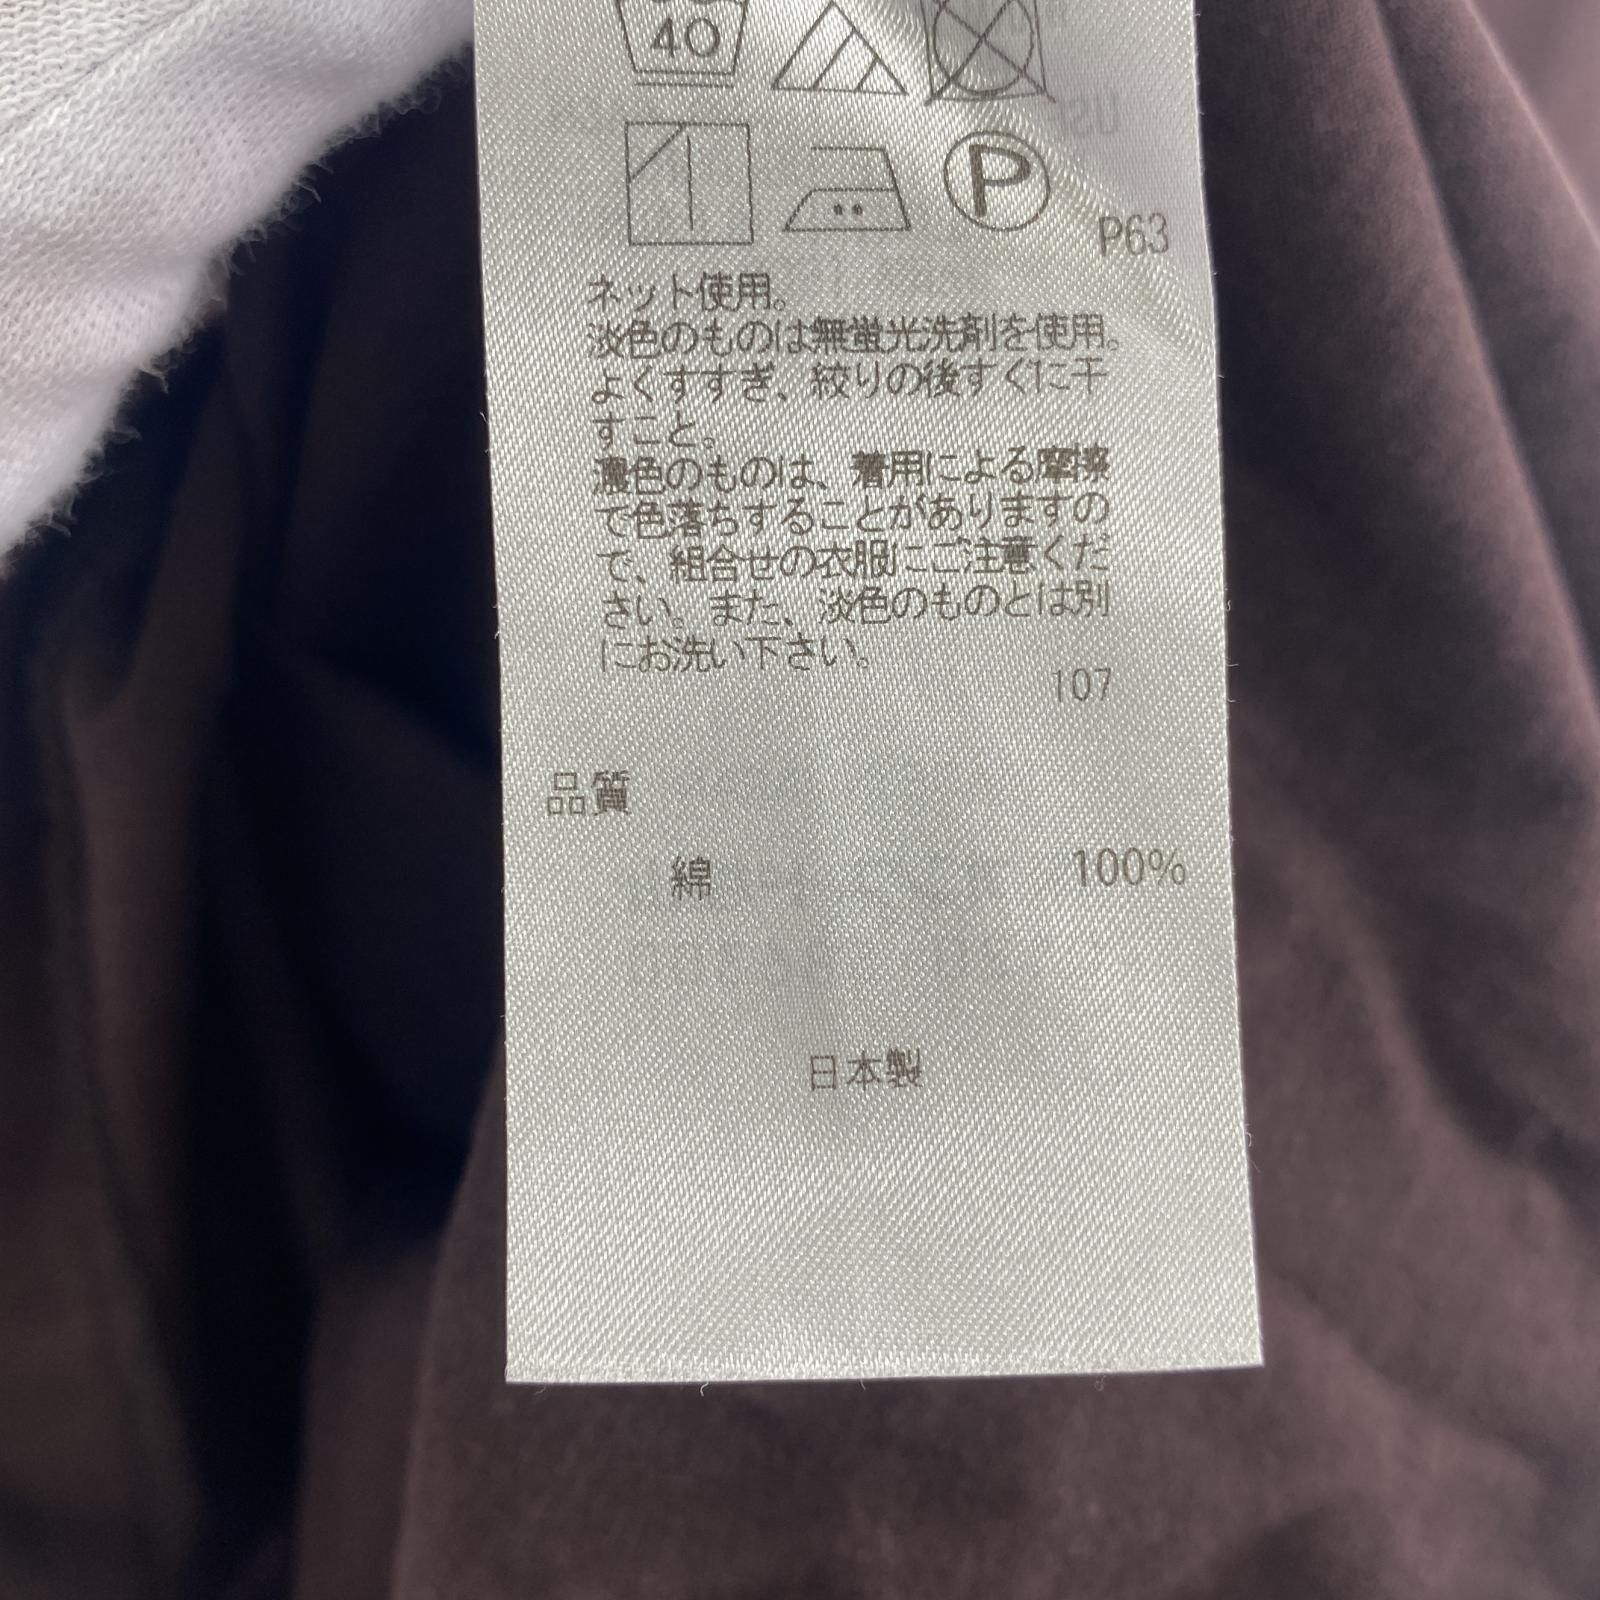 40
P
P63
ネット使用。
淡色のものは無蛍光洗剤を使用。
よくすすぎ、絞りの後すぐに干
すこと。
濃色のものは、着用による摩擦
で色落ちすることがありますの
で、組合せの衣服にご注意くだ
さい。また、淡色のものとは別
にお洗い下さい。
107
品質
綿 100%
日本製